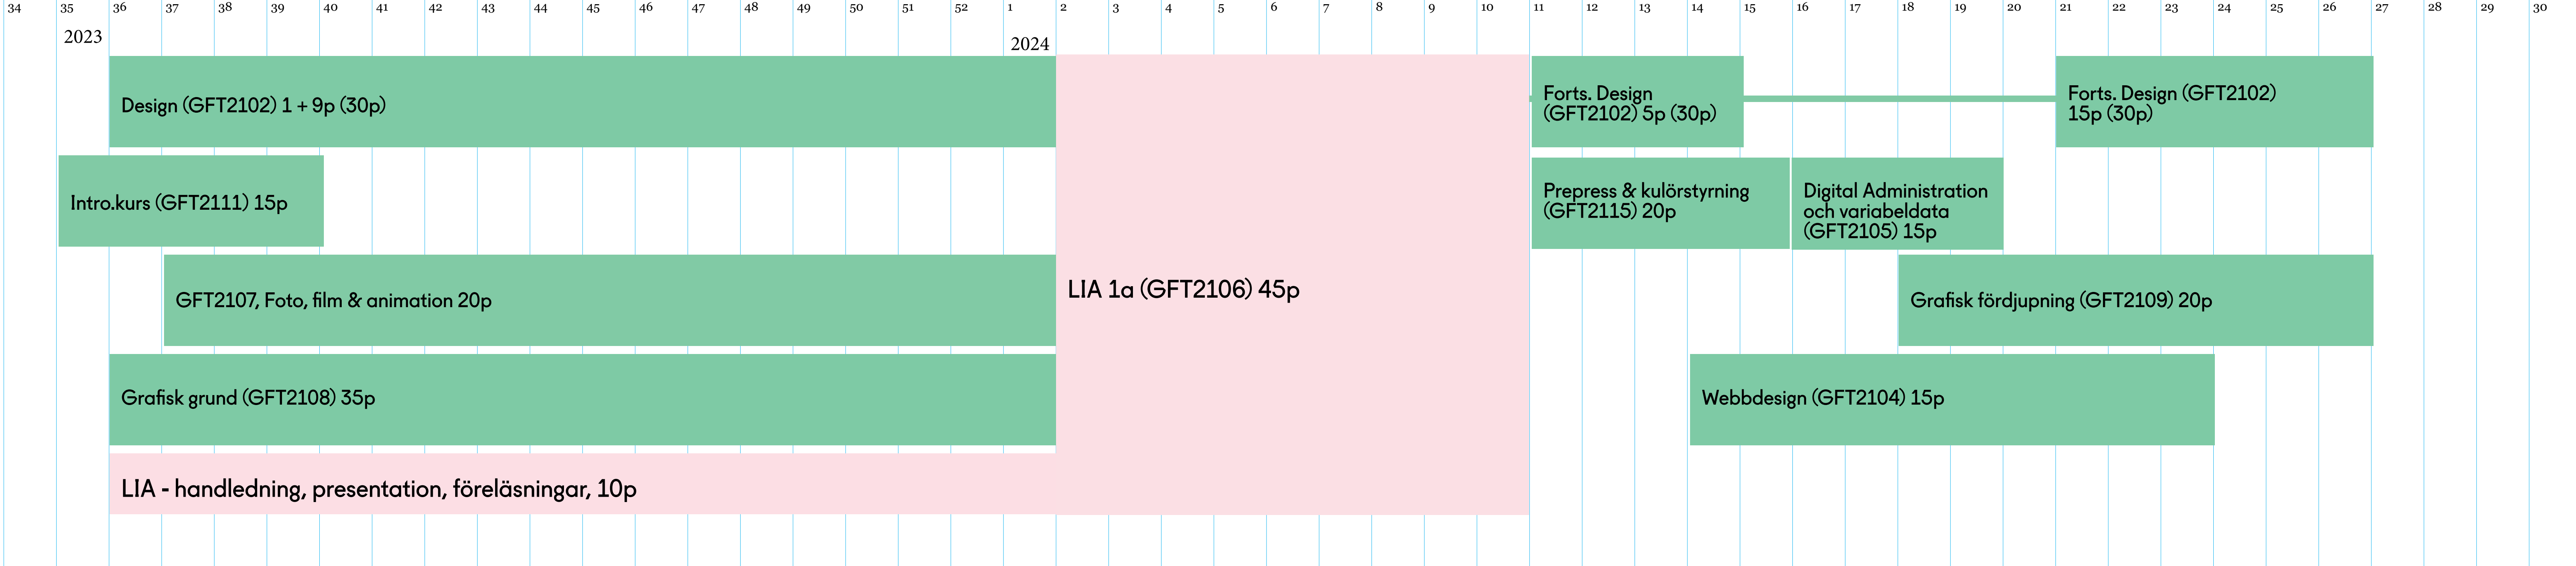 34 35 36 37 38 39 40 41 42 43 44 45 46 47 48 49 50 51 52 1 2 3 4 5 6 7 8 9 10 11 12 13 14 15 16 17 18 19 20 21 22 23 24 25 26 27 28 29 30
2023
2024
Design (GFT2102) 1 + 9p (30p)
Forts. Design
(GFT2102) 5p (30p)
Forts. Design (GFT2102)
15p (30p)
Intro.kurs (GFT2111) 15p
Prepress & kulörstyrning
(GFT2115) 20p
Digital Administration
och variabeldata
(GFT2105) 15p
GFT2107, Foto, film & animation 20p
LIA 1a (GFT2106) 45p
Grafisk fördjupning (GFT2109) 20p
Grafisk grund (GFT2108) 35p
Webbdesign (GFT2104) 15p
LIA - handledning, presentation, föreläsningar, 10p